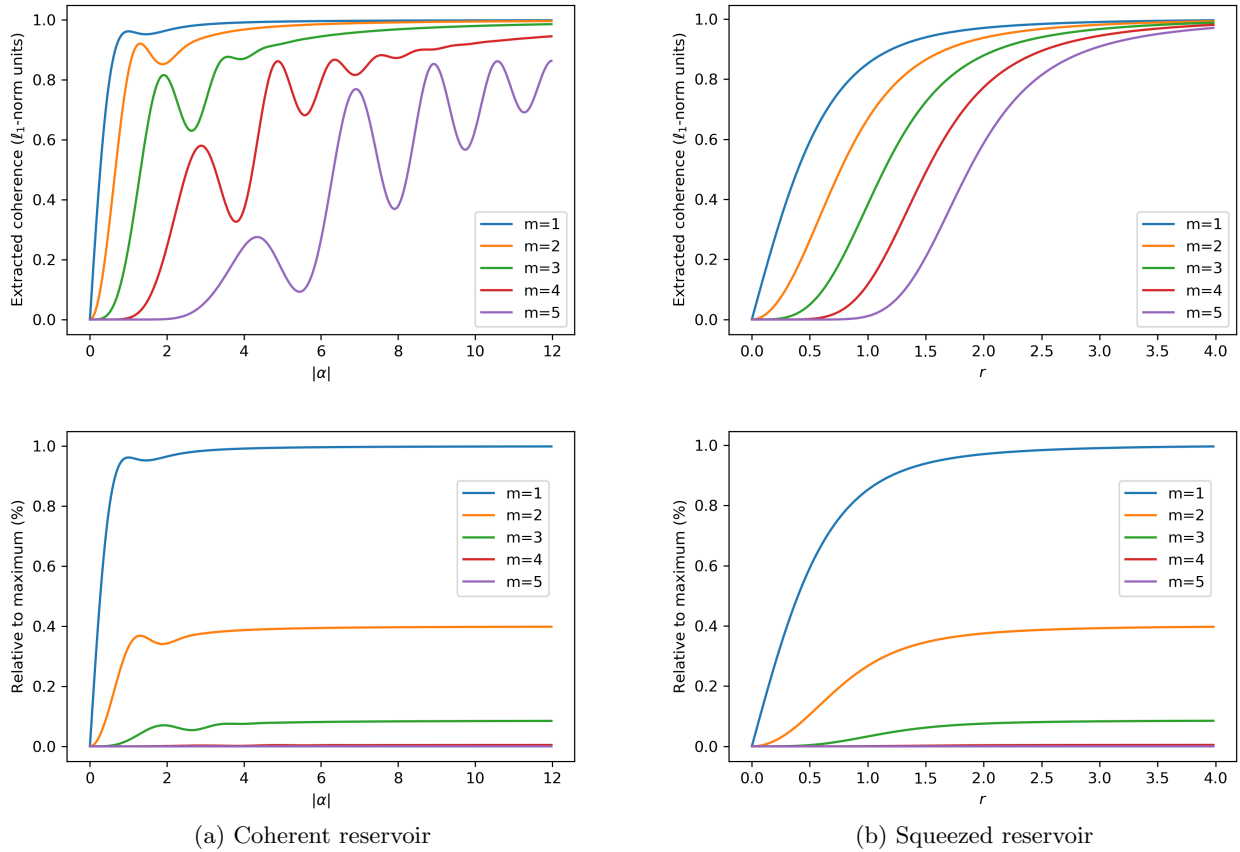 Extracted coherence (ℓ₁-norm units)
1.0
0.8
0.6
0.4
0.2
0.0
0 2 4 6 8 10 12
|α|
m=1
m=2
m=3
m=4
m=5
Extracted coherence (ℓ₁-norm units)
1.0
0.8
0.6
0.4
0.2
0.0
0.0 0.5 1.0 1.5 2.0 2.5 3.0 3.5 4.0
r
m=1
m=2
m=3
m=4
m=5
Relative to maximum (%)
1.0
0.8
0.6
0.4
0.2
0.0
0 2 4 6 8 10 12
|α|
m=1
m=2
m=3
m=4
m=5
(a) Coherent reservoir
Relative to maximum (%)
1.0
0.8
0.6
0.4
0.2
0.0
0.0 0.5 1.0 1.5 2.0 2.5 3.0 3.5 4.0
r
m=1
m=2
m=3
m=4
m=5
(b) Squeezed reservoir